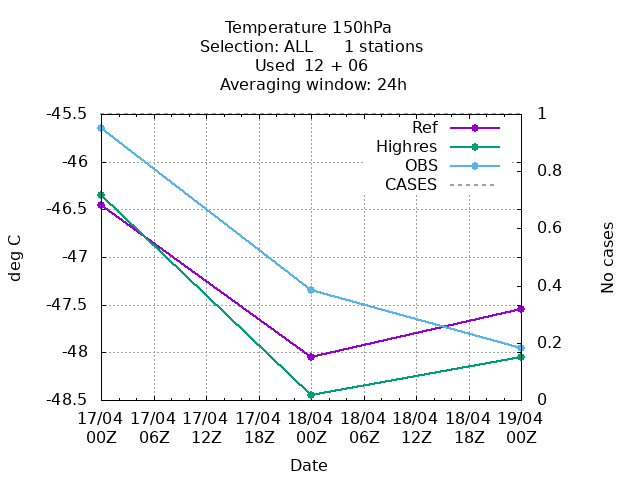 Temperature 150hPa
Selection: ALL      1 stations
Used  12 + 06
Averaging window: 24h
-45.5
-46
-46.5
-47
-47.5
-48
-48.5
deg C
1
0.8
0.6
0.4
0.2
0
No cases
Ref
Highres
OBS
CASES
17/04 17/04 17/04 17/04 18/04 18/04 18/04 18/04 19/04
00Z 06Z 12Z 18Z 00Z 06Z 12Z 18Z 00Z
Date